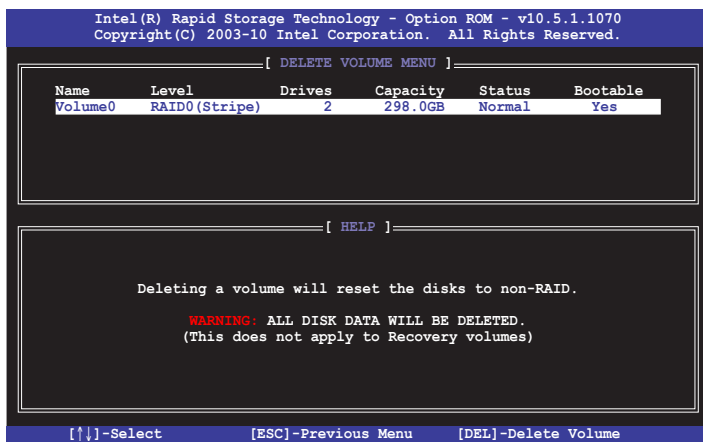 Intel(R) Rapid Storage Technology - Option ROM - v10.5.1.1070
Copyright(C) 2003-10 Intel Corporation. All Rights Reserved.
[ DELETE VOLUME MENU ]
Name Level Drives Capacity Status Bootable
Volume0 RAID0(Stripe) 2 298.0GB Normal Yes
[ HELP ]
Deleting a volume will reset the disks to non-RAID.
WARNING: ALL DISK DATA WILL BE DELETED.
(This does not apply to Recovery volumes)
[↑↓]-Select [ESC]-Previous Menu [DEL]-Delete Volume